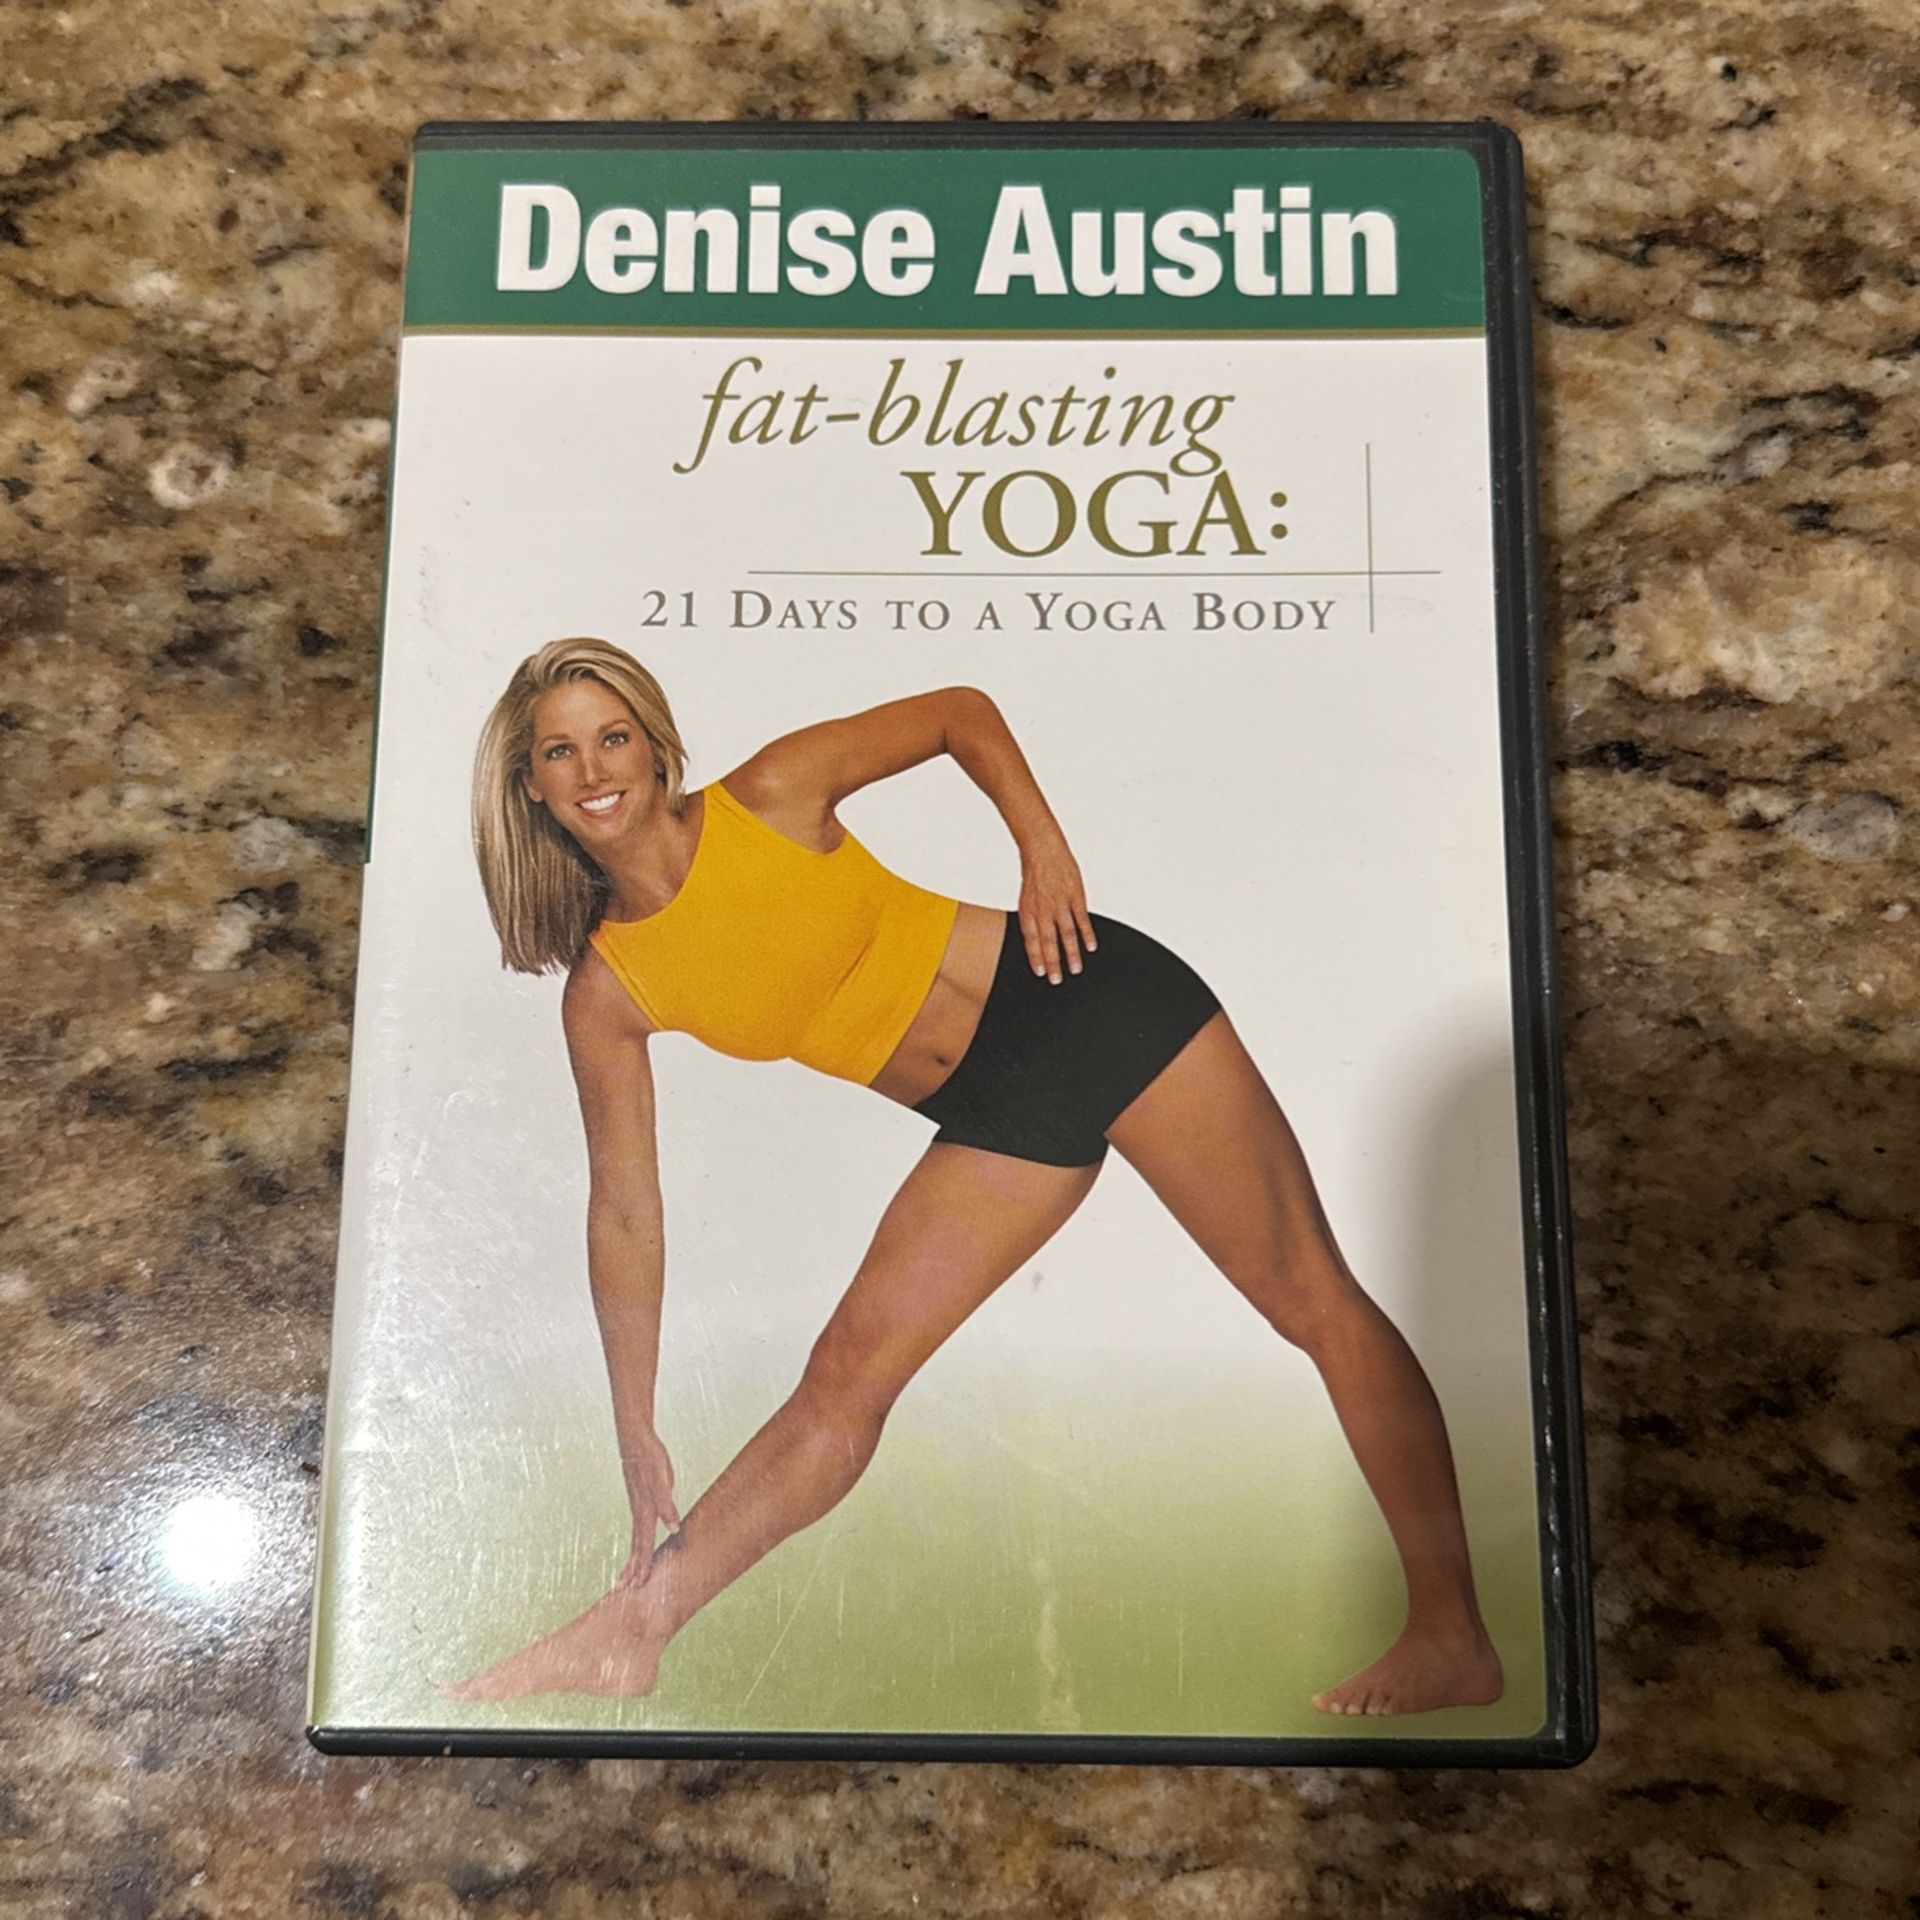 Denise Austin
fat-blasting
YOGA:
21 DAYS TO A YOGA BODY